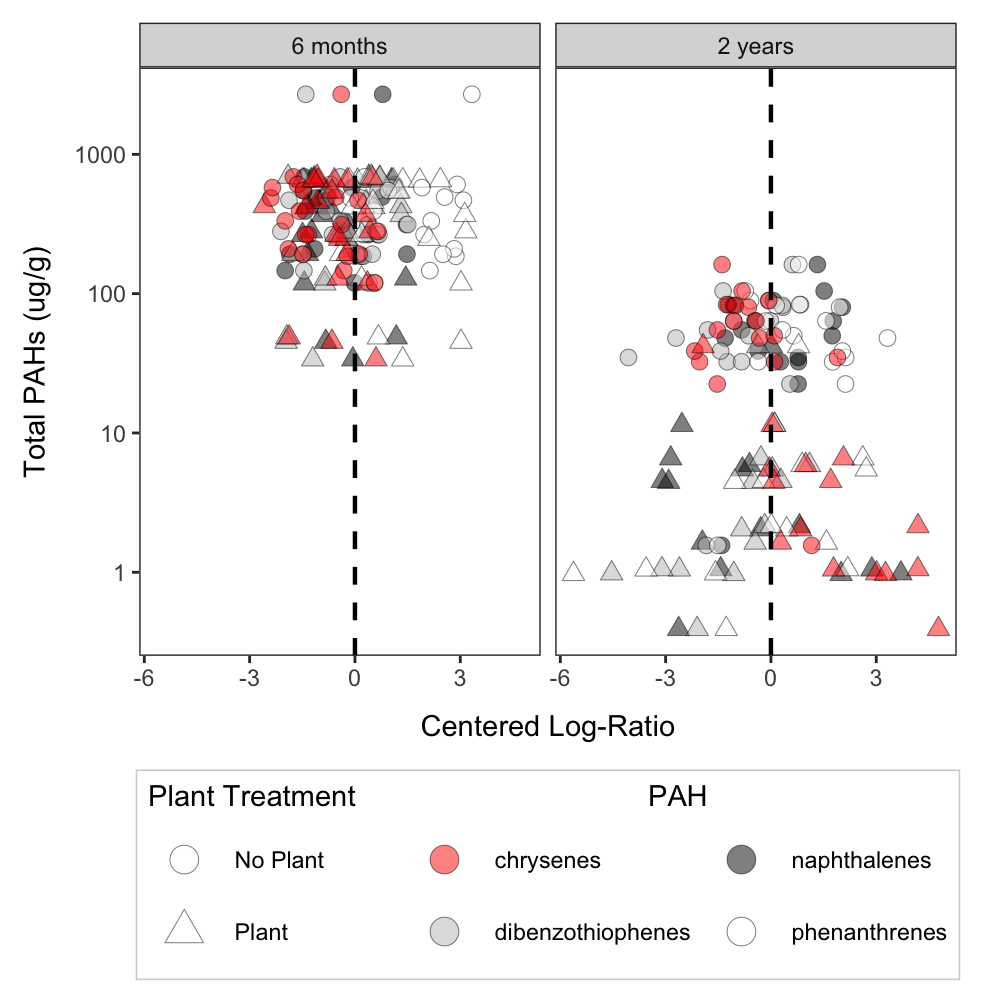 6 months
2 years
Total PAHs (ug/g)
1000
100
10
1
-6 -3 0 3
-6 -3 0 3
Centered Log-Ratio
Plant Treatment
PAH
No Plant
chrysenes
naphthalenes
Plant
dibenzothiophenes
phenanthrenes